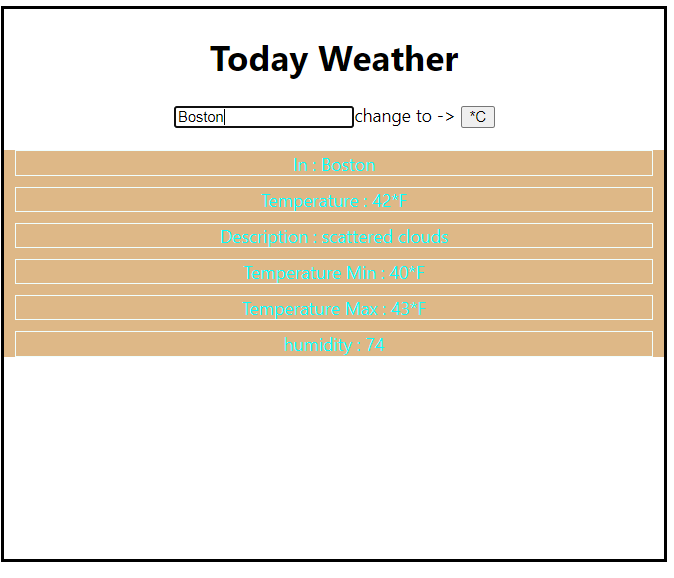 Today Weather
Boston change to -> *C
In : Boston
Temperature : 42*F
Description : scattered clouds
Temperature Min : 40*F
Temperature Max : 43*F
humidity : 74